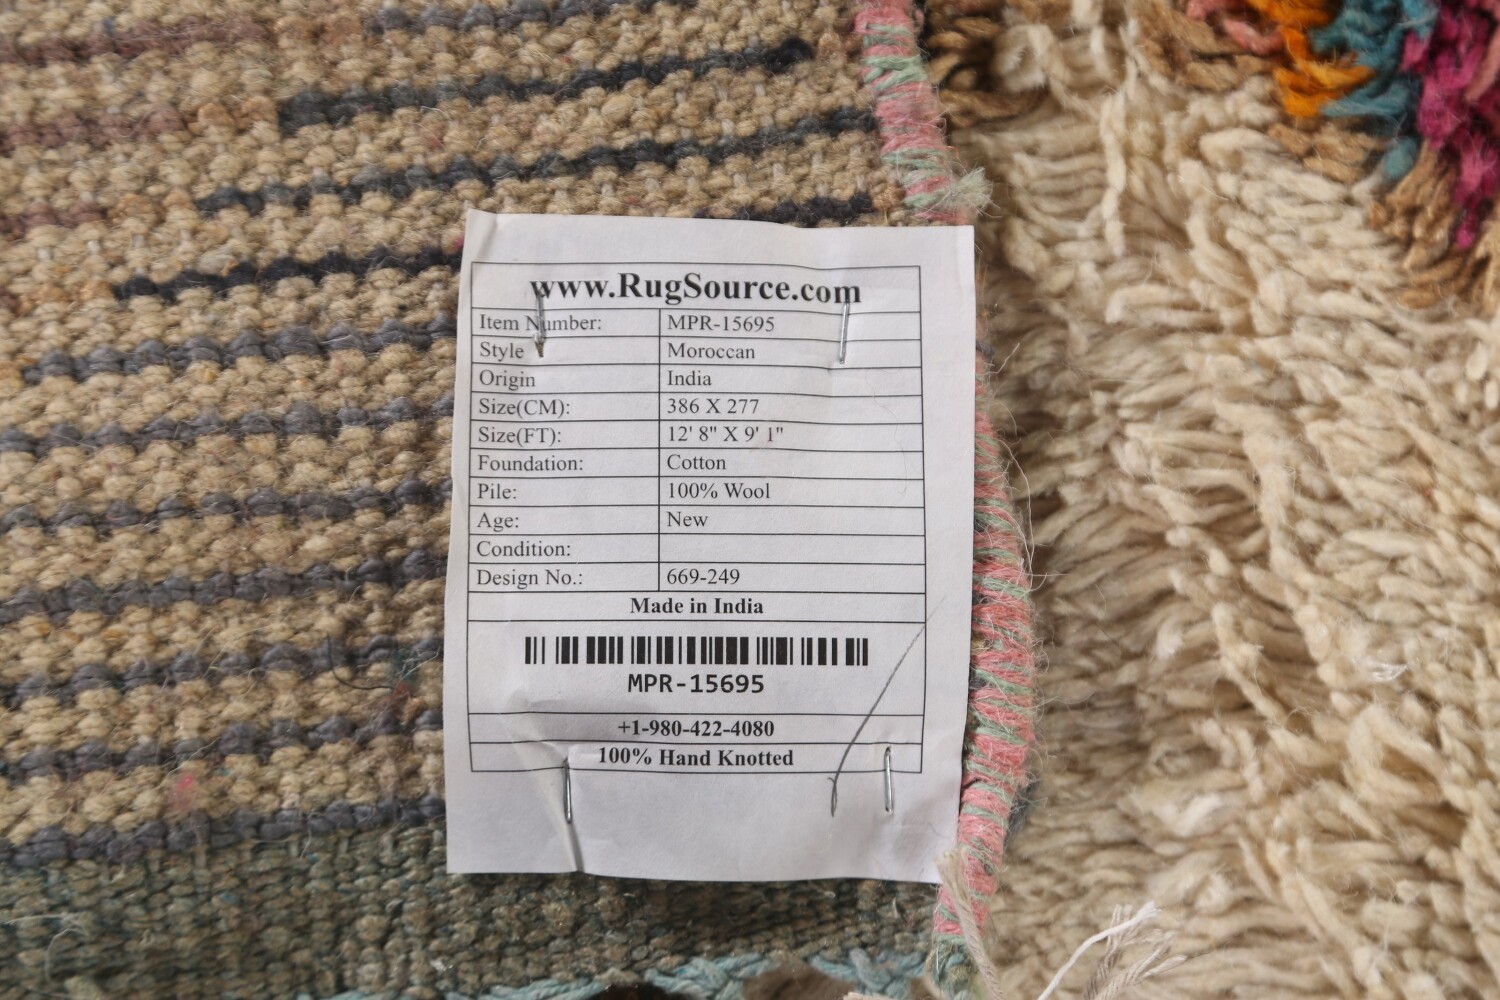 www.RugSource.com
Item Number: MPR-15695
Style Moroccan
Origin India
Size(CM): 386 X 277
Size(FT): 12' 8" X 9' 1"
Foundation: Cotton
Pile: 100% Wool
Age: New
Condition:
Design No.: 669-249
Made in India
MPR-15695
+1-980-422-4080
100% Hand Knotted